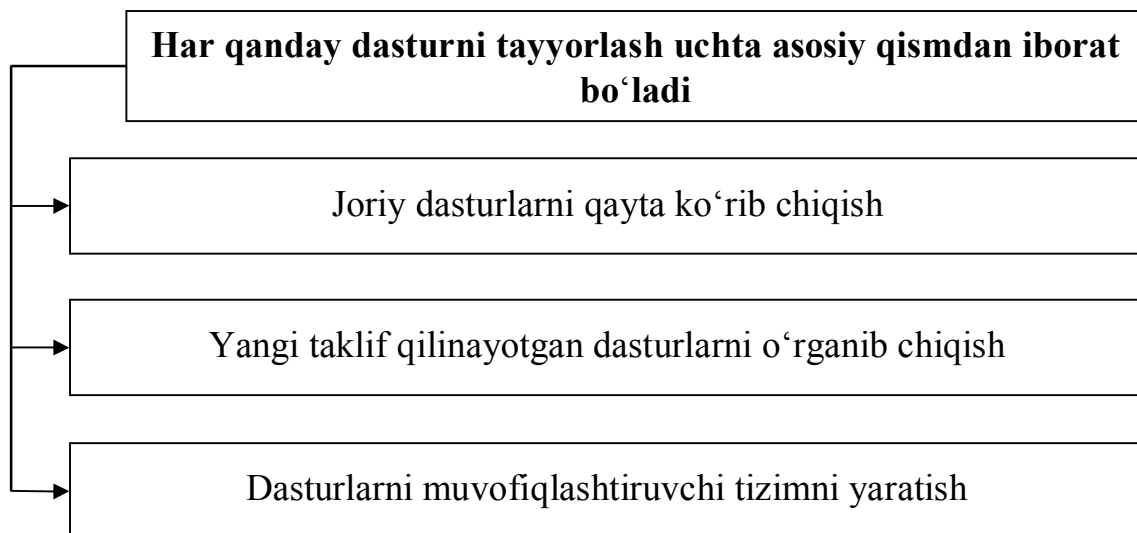 Har qanday dasturni tayyorlash uchta asosiy qismdan iborat
bo‘ladi
Joriy dasturlarni qayta ko‘rib chiqish
Yangi taklif qilinayotgan dasturlarni o‘rganib chiqish
Dasturlarni muvofiqlashtiruvchi tizimni yaratish